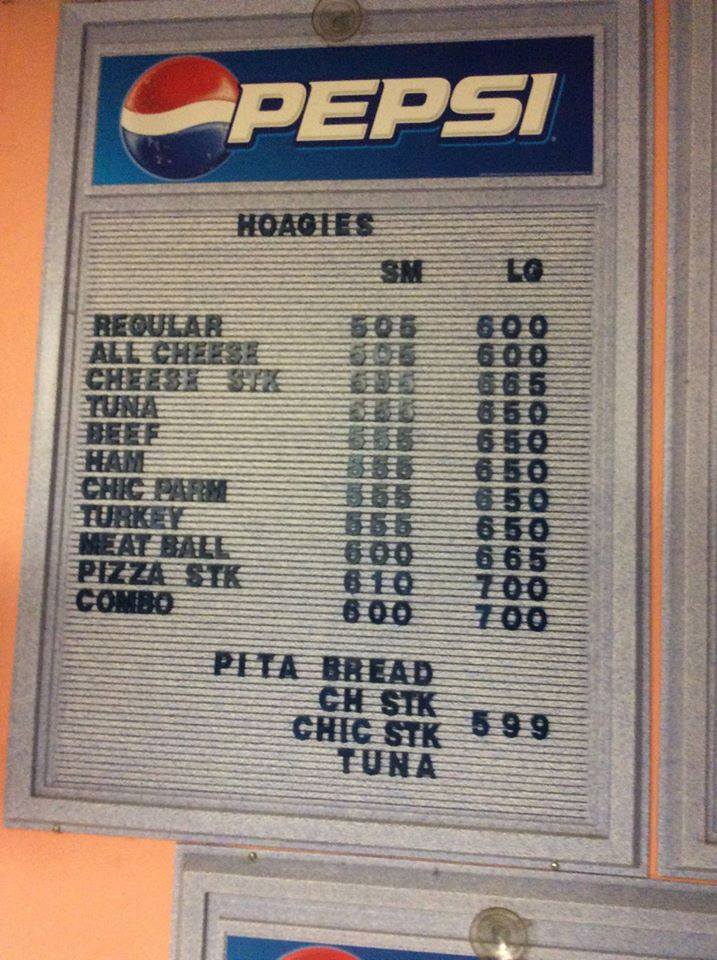 PEPSI
HOAGIES
SM LG
REGULAR 505 600
ALL CHEESE 505 600
CHEESE STK 595 665
TUNA 555 650
BEEF 555 650
HAM 555 650
CHIC PARM 555 650
TURKEY 555 650
MEAT BALL 600 665
PIZZA STK 610 700
COMBO 600 700
PITA BREAD
CH STK
CHIC STK 599
TUNA